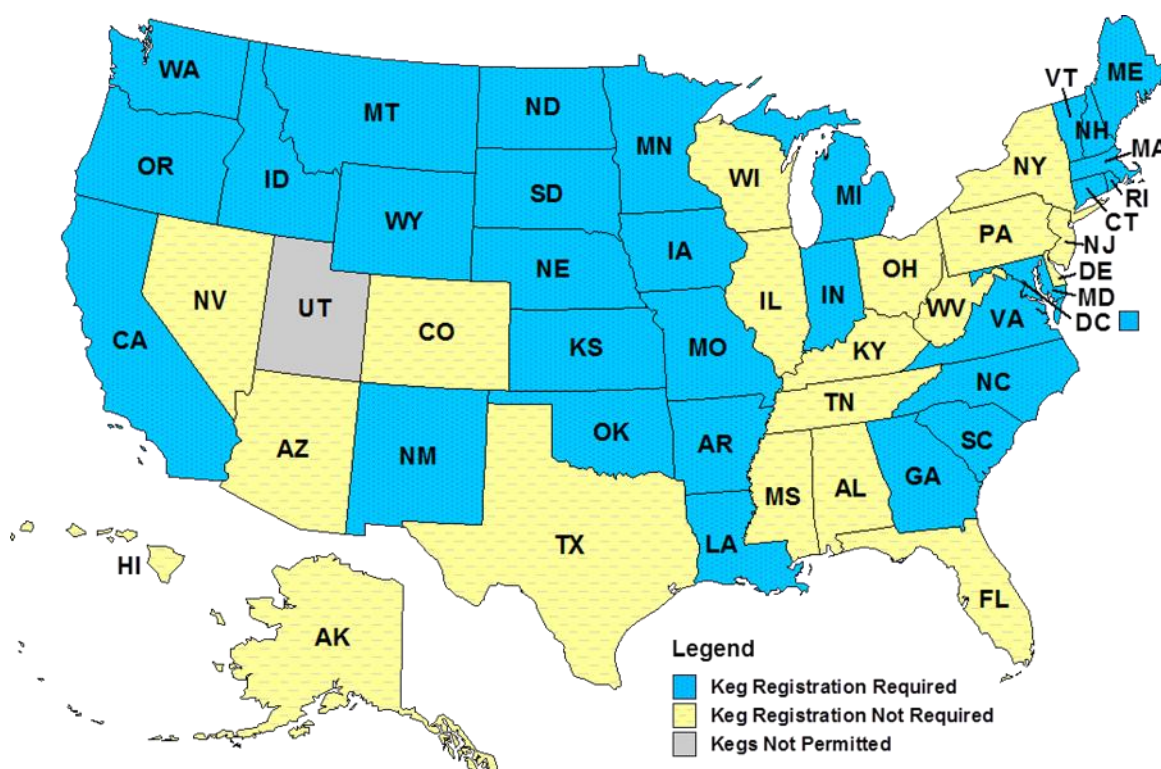 WA
MT
ND
MN
VT
ME
NH
MA
OR
ID
SD
WI
MI
NY
RI
CT
WY
IA
PA
NJ
NE
OH
DE
MD
DC
NV
UT
CO
IL
IN
WV
VA
CA
KS
MO
KY
NC
TN
AZ
NM
OK
AR
SC
GA
MS
AL
TX
LA
HI
FL
AK
Legend
Keg Registration Required
Keg Registration Not Required
Kegs Not Permitted